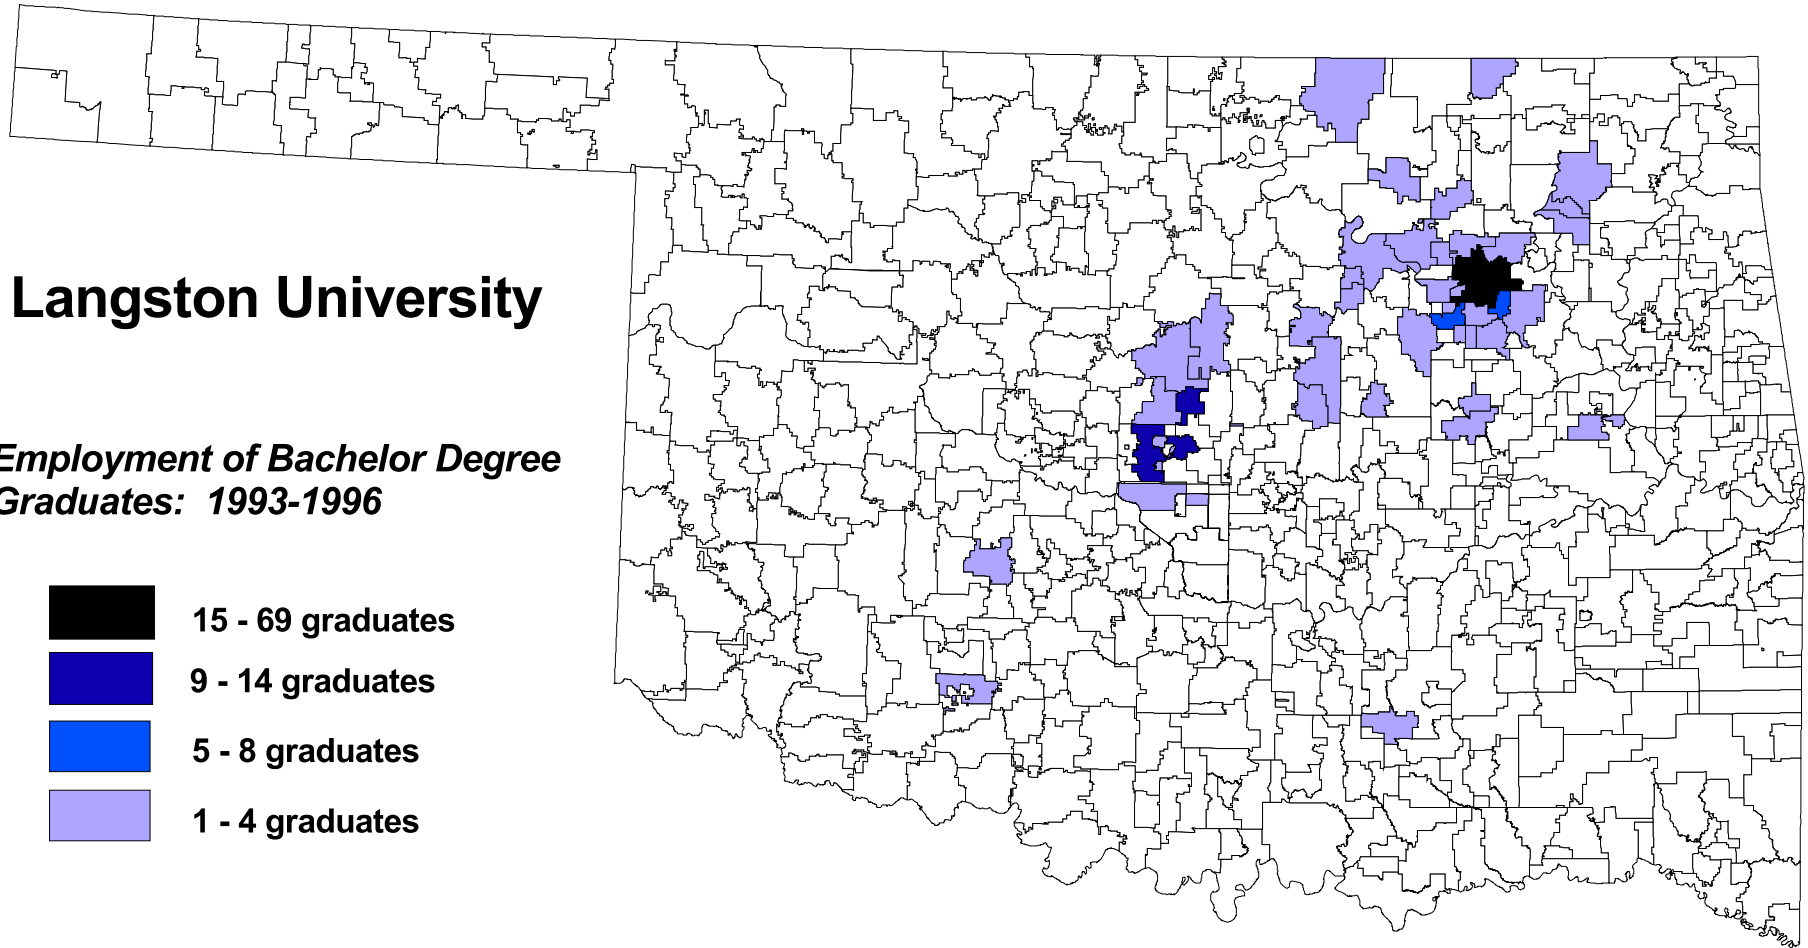 Langston University
Employment of Bachelor Degree
Graduates: 1993-1996
15 - 69 graduates
9 - 14 graduates
5 - 8 graduates
1 - 4 graduates